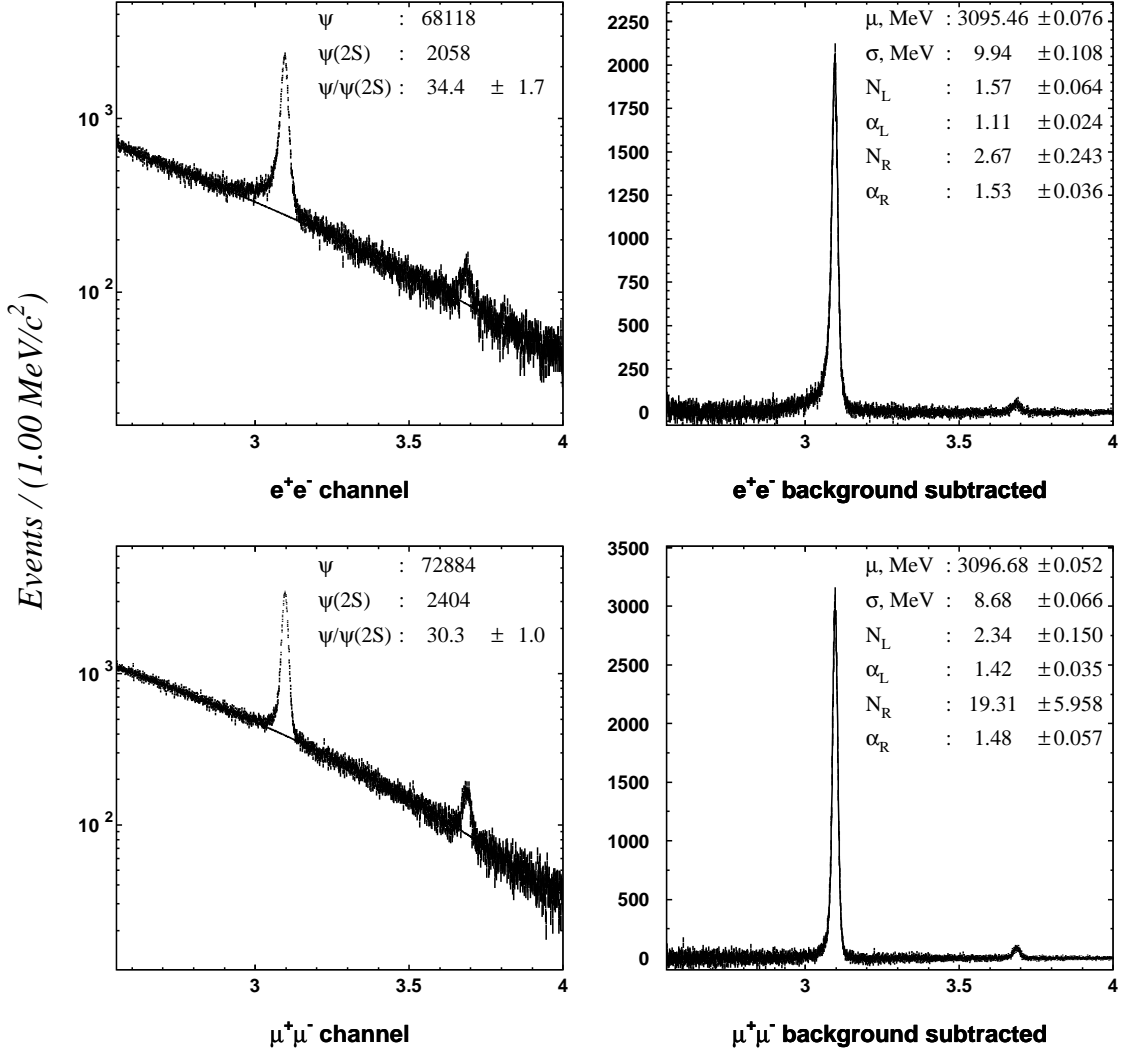 Events / (1.00 MeV/c²)
ψ : 68118
ψ(2S) : 2058
ψ/ψ(2S) : 34.4 ± 1.7
10³
10²
3 3.5 4
e⁺e⁻ channel
μ, MeV : 3095.46 ±0.076
σ, MeV : 9.94 ±0.108
N_L : 1.57 ±0.064
α_L : 1.11 ±0.024
N_R : 2.67 ±0.243
α_R : 1.53 ±0.036
2250
2000
1750
1500
1250
1000
750
500
250
0
3 3.5 4
e⁺e⁻ background subtracted
ψ : 72884
ψ(2S) : 2404
ψ/ψ(2S) : 30.3 ± 1.0
10³
10²
3 3.5 4
μ⁺μ⁻ channel
μ, MeV : 3096.68 ±0.052
σ, MeV : 8.68 ±0.066
N_L : 2.34 ±0.150
α_L : 1.42 ±0.035
N_R : 19.31 ±5.958
α_R : 1.48 ±0.057
3500
3000
2500
2000
1500
1000
500
0
3 3.5 4
μ⁺μ⁻ background subtracted